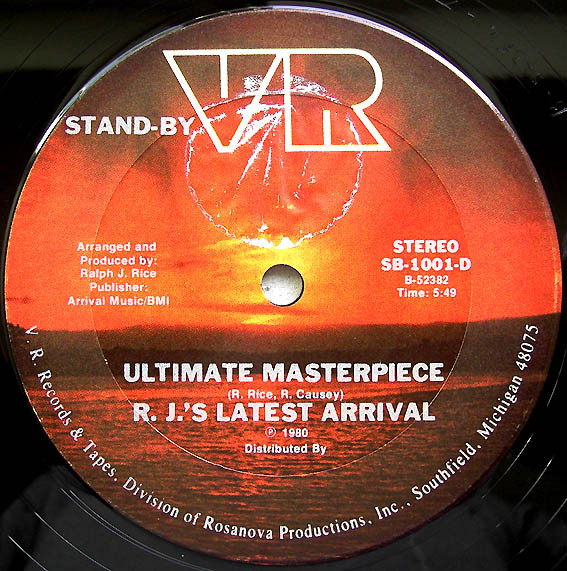 VR
STAND-BY
Arranged and
Produced by:
Ralph J. Rice
Publisher:
Arrival Music/BMI
STEREO
SB-1001-D
B-52382
Time: 5:49
ULTIMATE MASTERPIECE
(R. Rice, R. Causey)
R. J.'S LATEST ARRIVAL
℗ 1980
Distributed By
V. R. Records & Tapes, Division of Rosanova Productions, Inc., Southfield, Michigan 48075